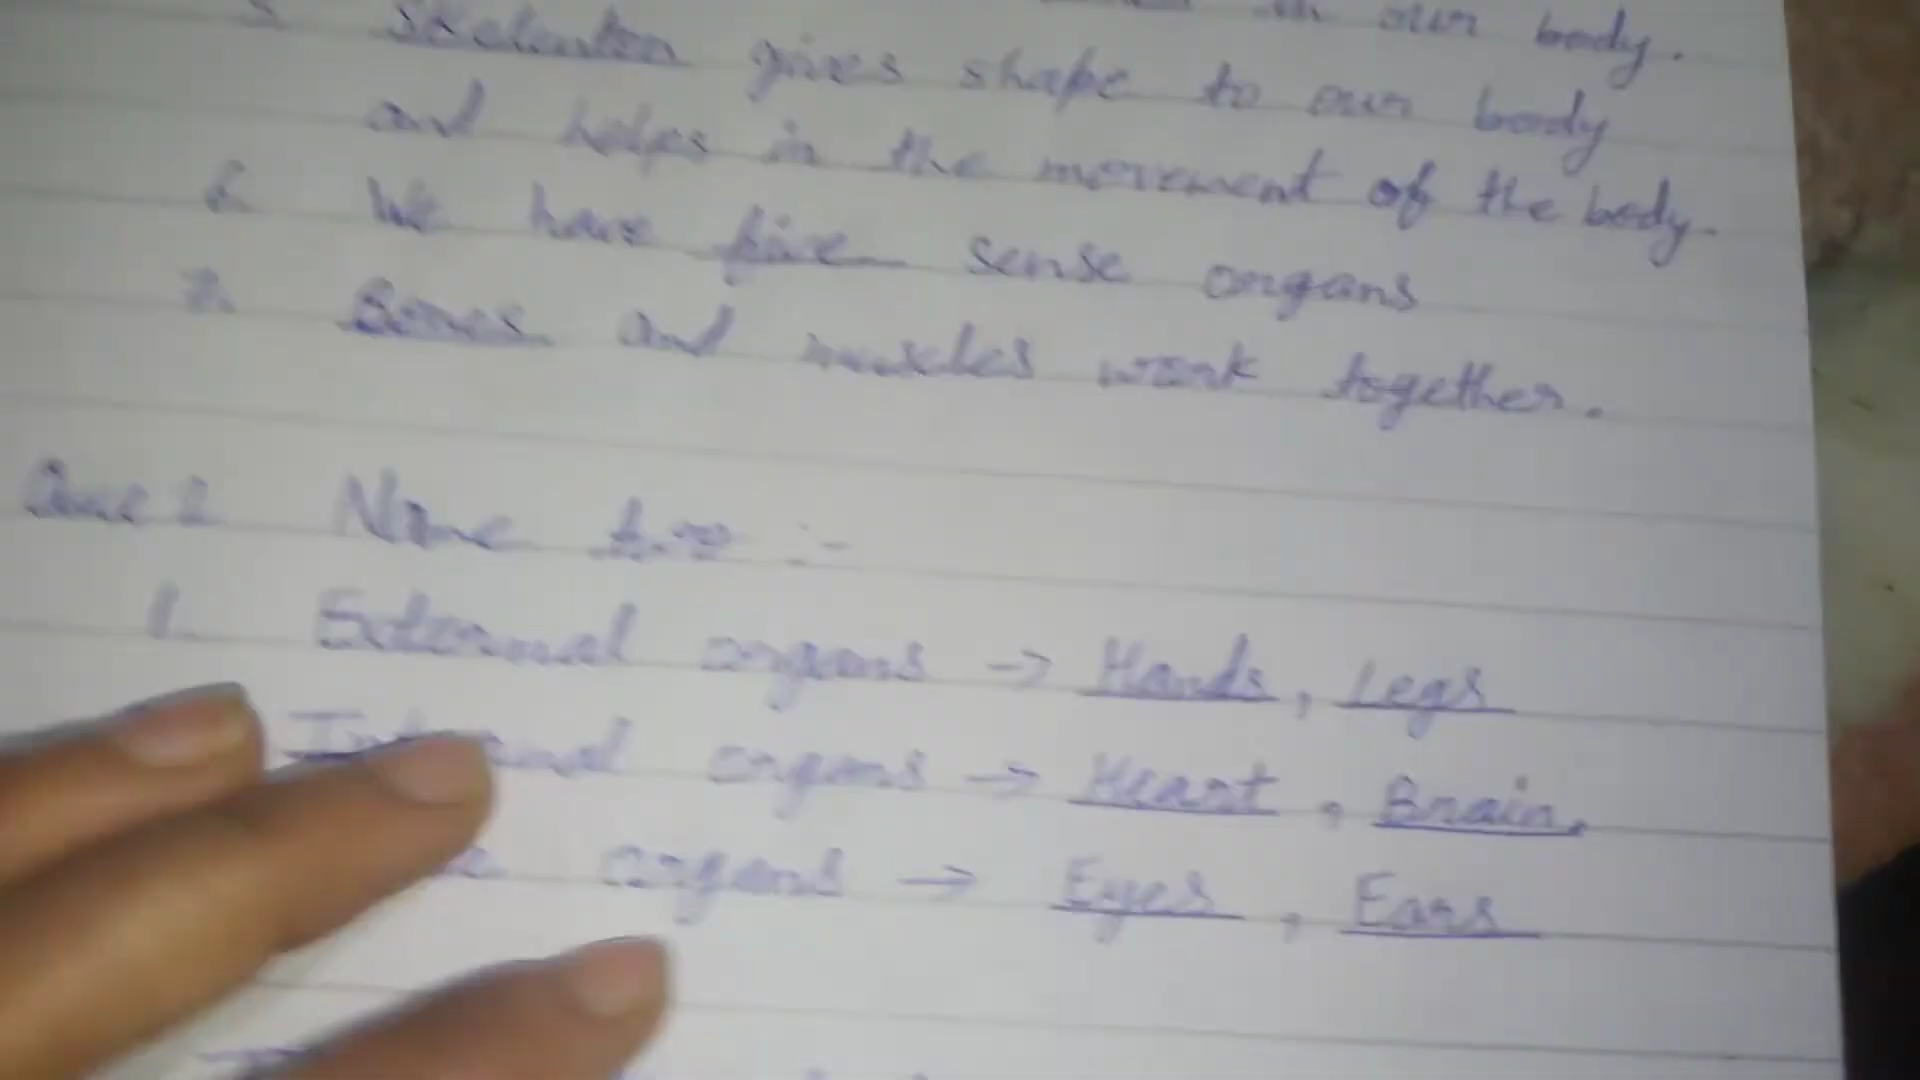 in our body.
5. Skeleton gives shape to our body
and helps in the movement of the body.
6. We have five sense organs
7. Bones and muscles work together.
Ques 2 Name two :-
1. External organs → Hands, Legs
Internal organs → Heart, Brain.
organs → Eyes, Ears